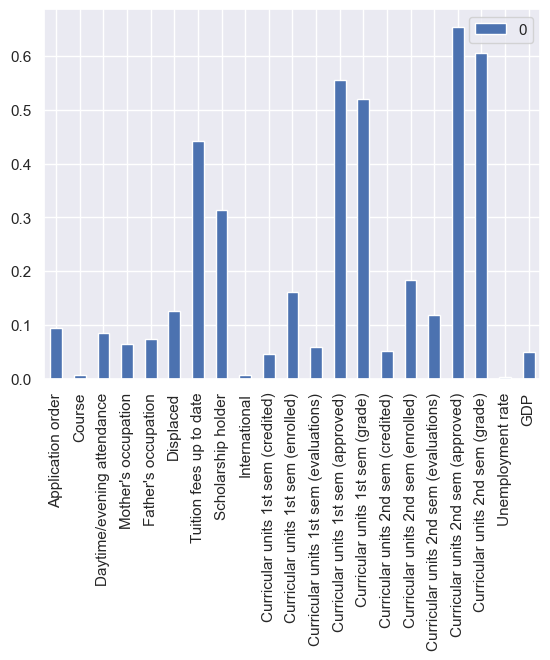 0
0.6
0.5
0.4
0.3
0.2
0.1
0.0
Application order
Course
Daytime/evening attendance
Mother's occupation
Father's occupation
Displaced
Tuition fees up to date
Scholarship holder
International
Curricular units 1st sem (credited)
Curricular units 1st sem (enrolled)
Curricular units 1st sem (evaluations)
Curricular units 1st sem (approved)
Curricular units 1st sem (grade)
Curricular units 2nd sem (credited)
Curricular units 2nd sem (enrolled)
Curricular units 2nd sem (evaluations)
Curricular units 2nd sem (approved)
Curricular units 2nd sem (grade)
Unemployment rate
GDP